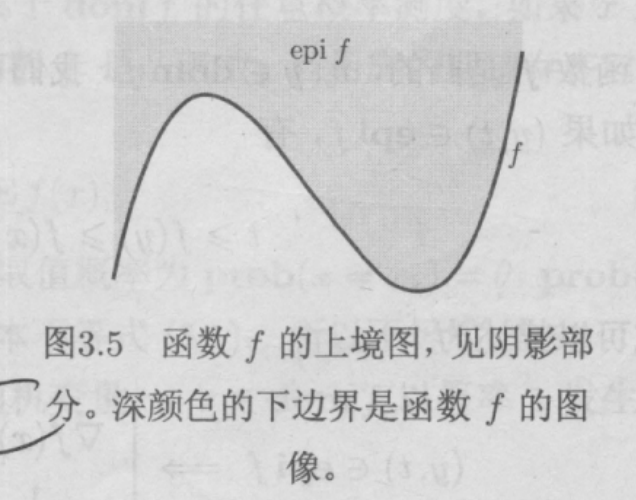 epi f
f
图3.5 函数 f 的上境图，见阴影部
分。深颜色的下边界是函数 f 的图
像。